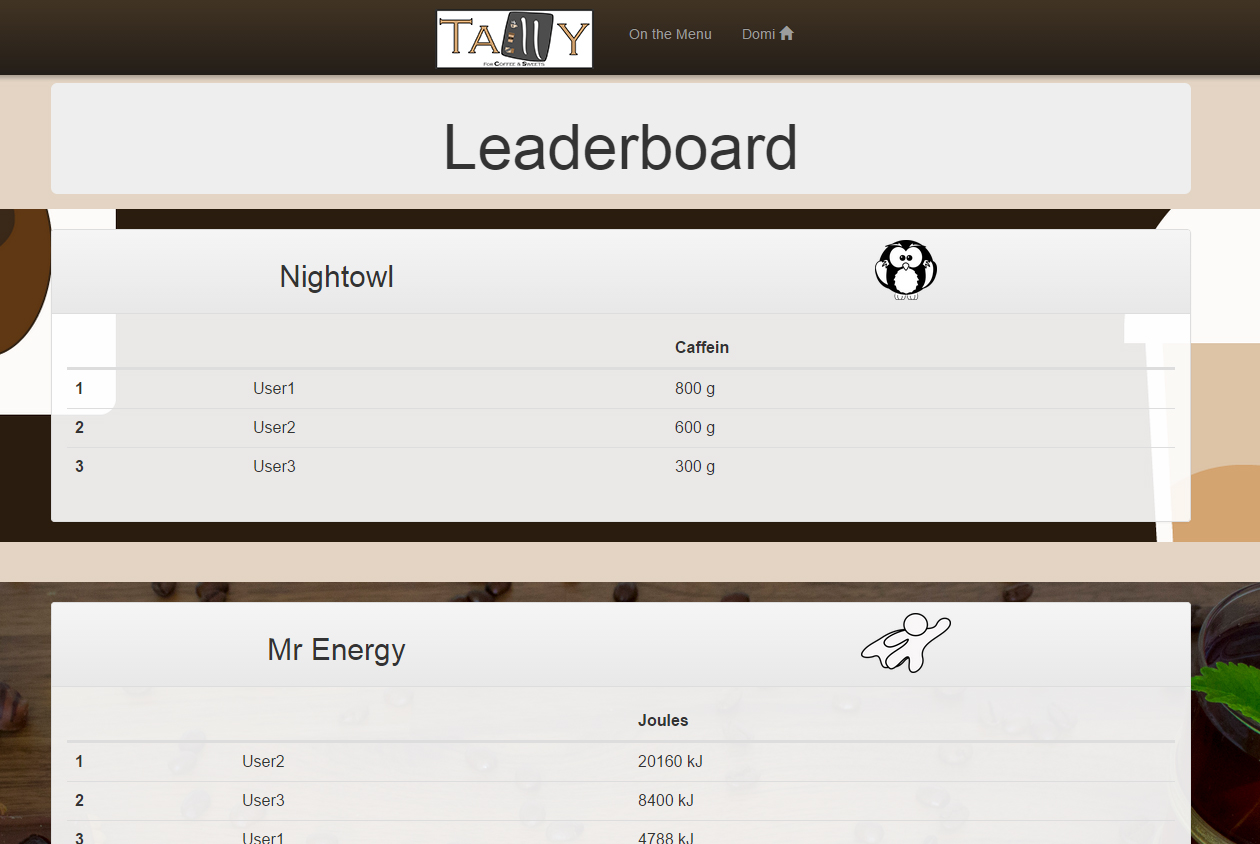 TALLY
FOR COFFEE & SWEETS
On the Menu
Domi
Leaderboard
Nightowl
Caffein
1 User1 800 g
2 User2 600 g
3 User3 300 g
Mr Energy
Joules
1 User2 20160 kJ
2 User3 8400 kJ
3 User1 4788 kJ